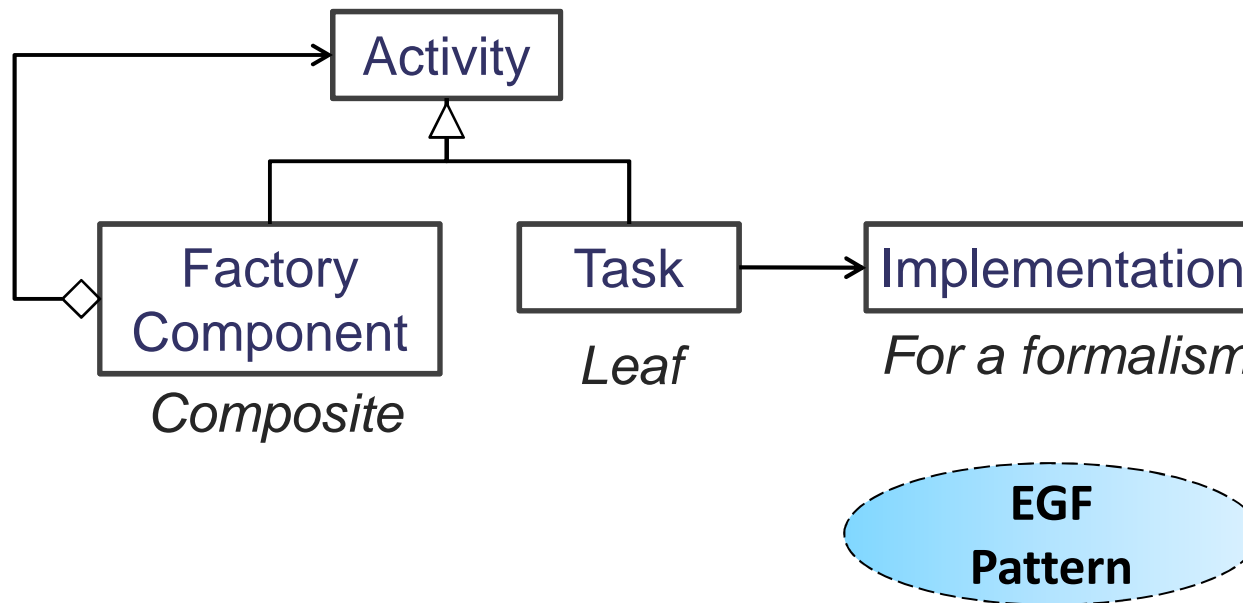 Activity
Factory
Component
Task
Implementation
Composite
Leaf
For a formalism
EGF
Pattern